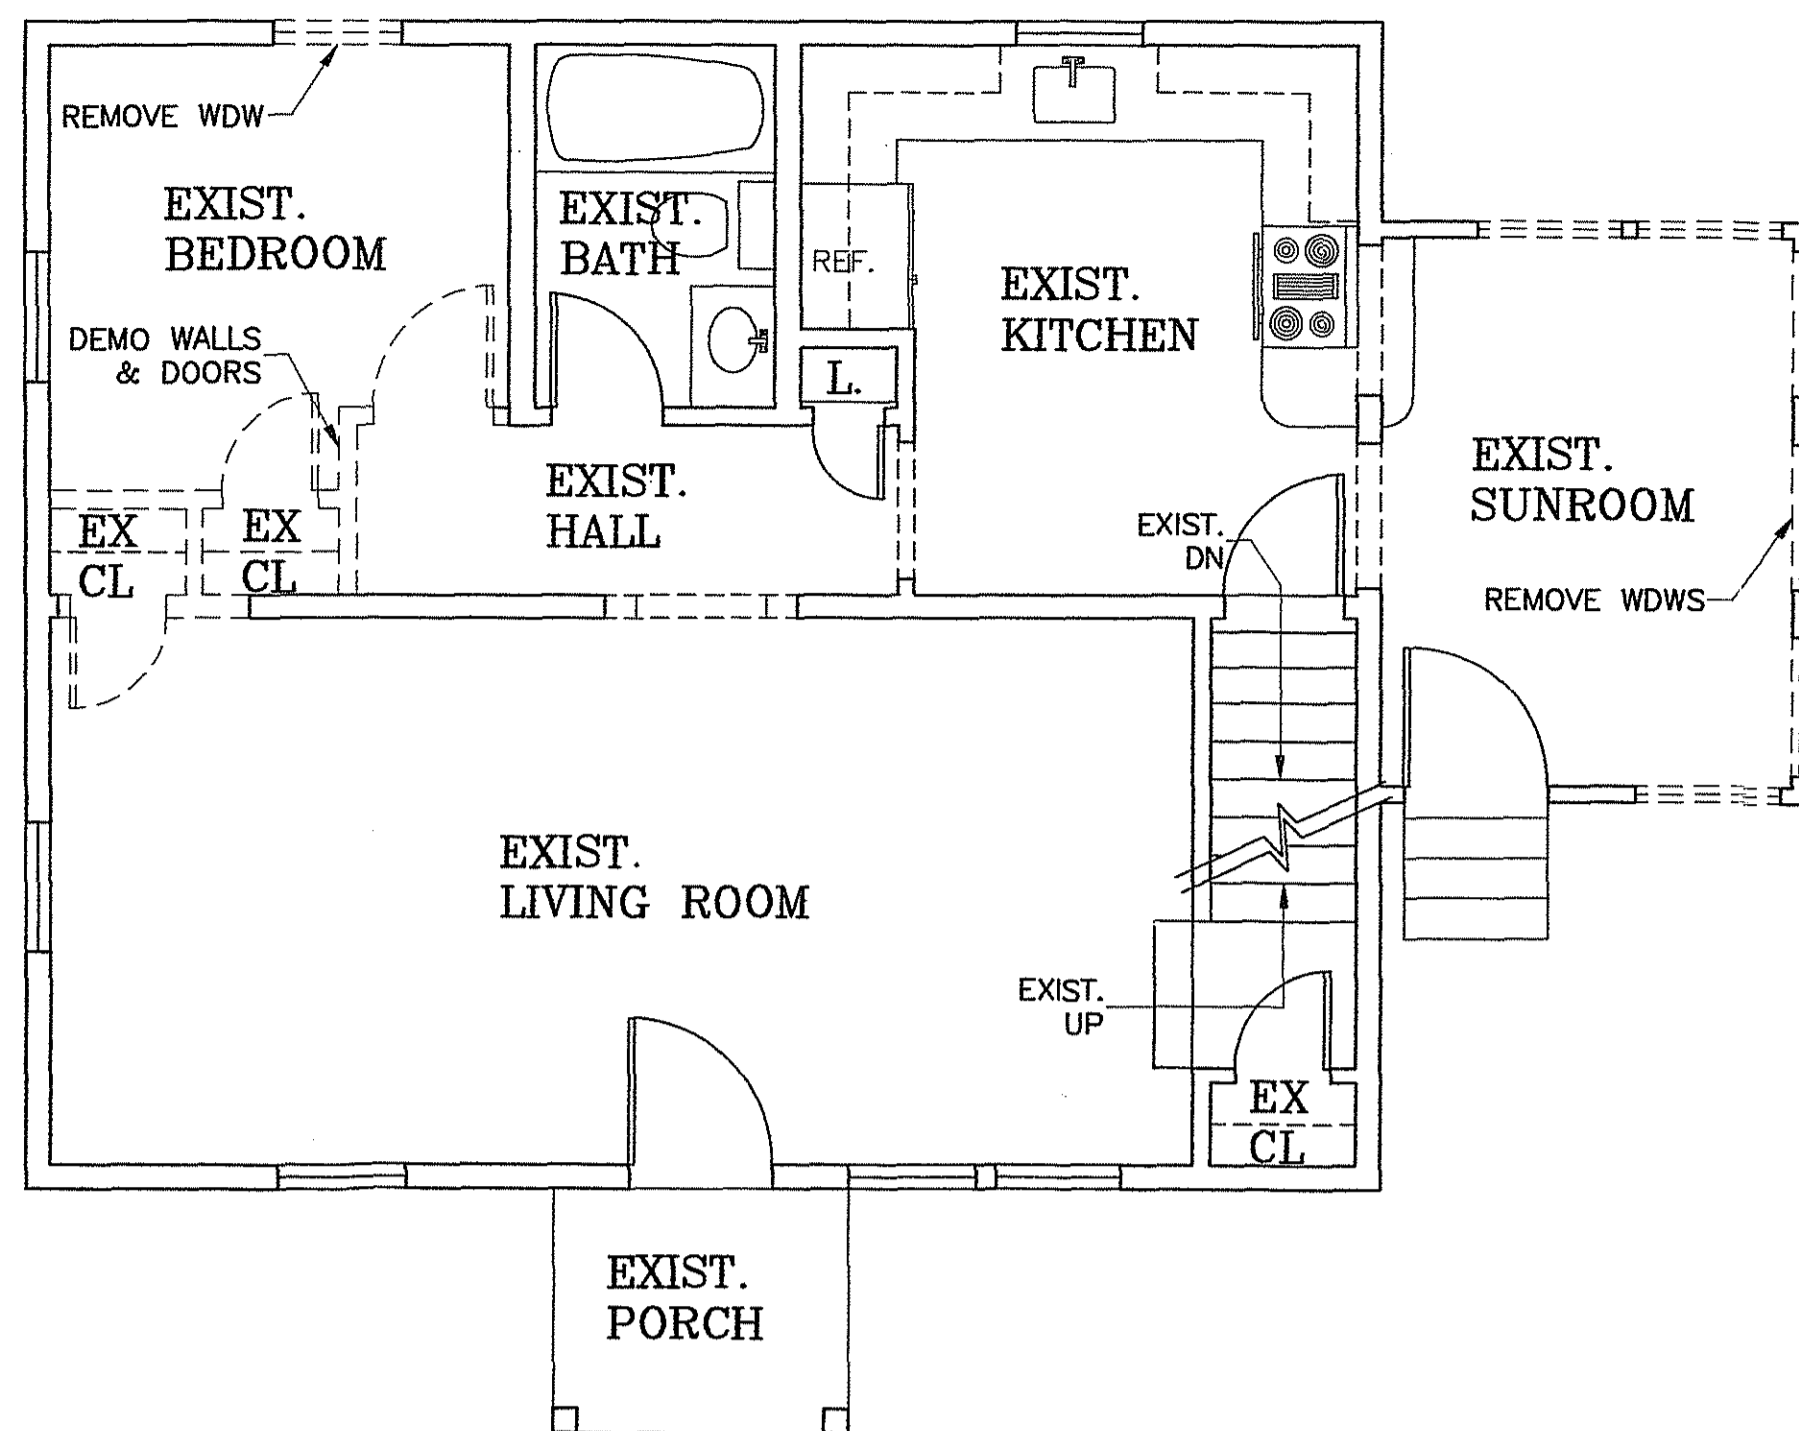 REMOVE WDW
EXIST.
BEDROOM
EXIST.
BATH
REF.
EXIST.
KITCHEN
DEMO WALLS
& DOORS
L.
EXIST.
HALL
EXIST.
DN
EXIST.
SUNROOM
REMOVE WDWS
EX
CL
EX
CL
EXIST.
LIVING ROOM
EXIST.
UP
EX
CL
EXIST.
PORCH